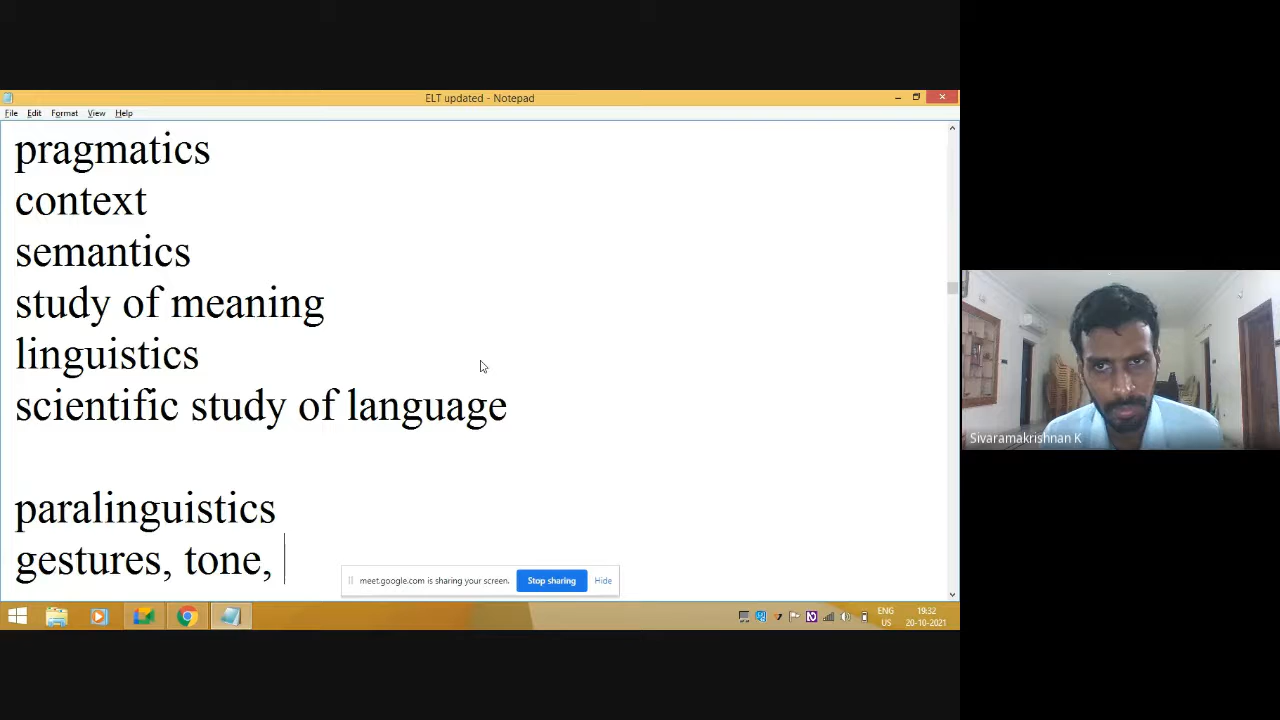 ELT updated - Notepad
File Edit Format View Help
pragmatics
context
semantics
study of meaning
linguistics
scientific study of language
paralinguistics
gestures, tone,
meet.google.com is sharing your screen. Stop sharing Hide
Sivaramakrishnan K
ENG 19:32
US 20-10-2021